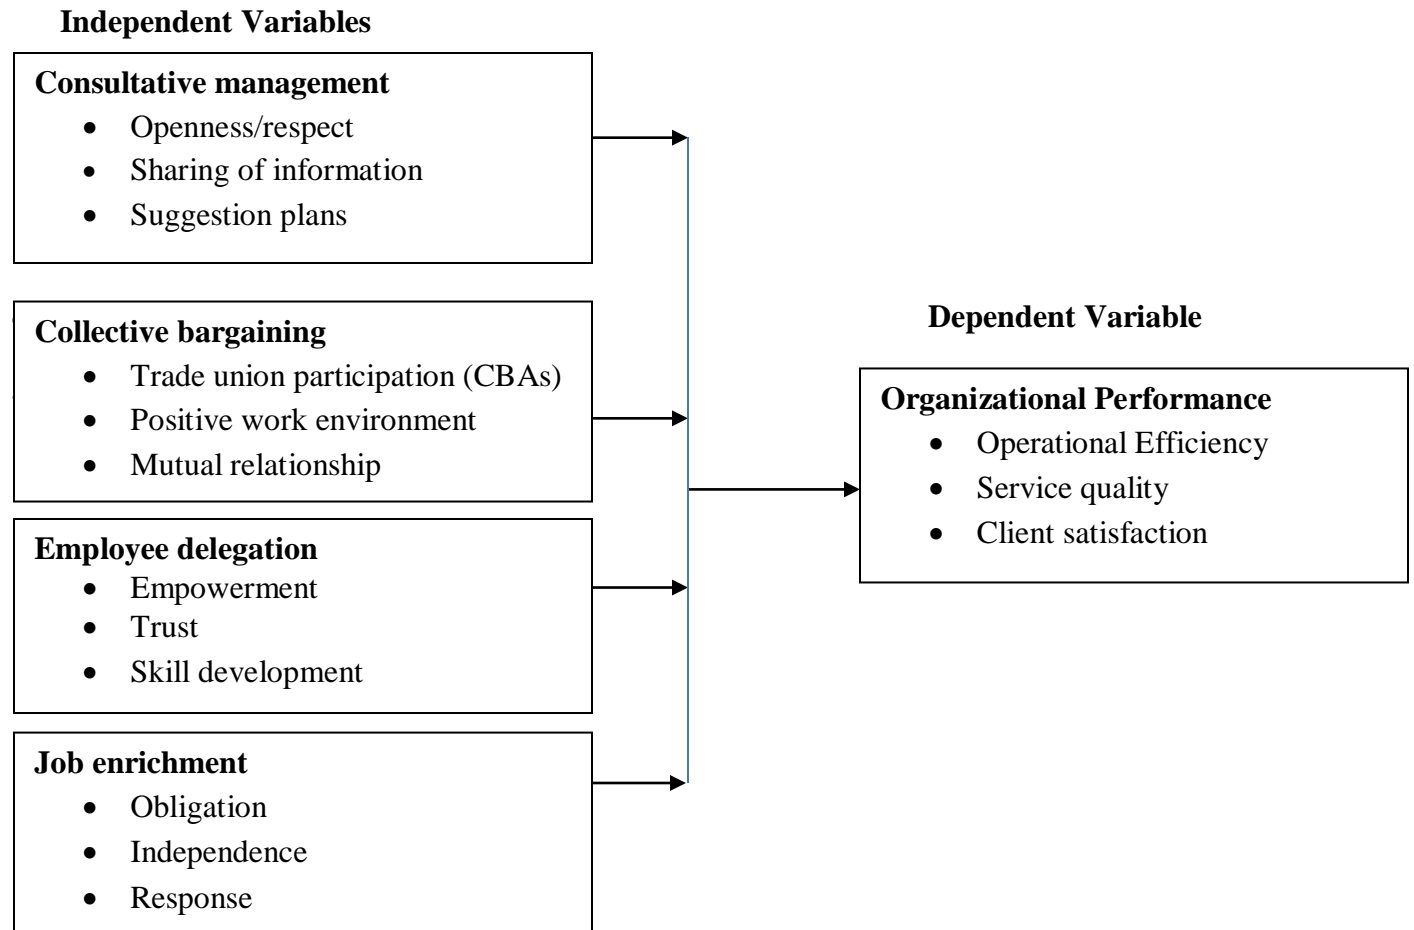 Independent Variables
Consultative management
• Openness/respect
• Sharing of information
• Suggestion plans
Collective bargaining
• Trade union participation (CBAs)
• Positive work environment
• Mutual relationship
Employee delegation
• Empowerment
• Trust
• Skill development
Job enrichment
• Obligation
• Independence
• Response
Dependent Variable
Organizational Performance
• Operational Efficiency
• Service quality
• Client satisfaction